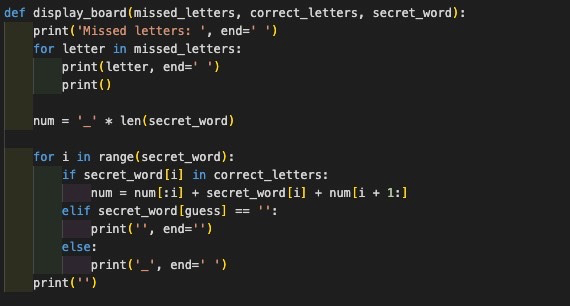 def display_board(missed_letters, correct_letters, secret_word):
    print('Missed letters: ', end=' ')
    for letter in missed_letters:
        print(letter, end=' ')
        print()

    num = '_' * len(secret_word)

    for i in range(secret_word):
        if secret_word[i] in correct_letters:
            num = num[:i] + secret_word[i] + num[i + 1:]
        elif secret_word[guess] == '':
            print('', end='')
        else:
            print('_', end=' ')
    print('')